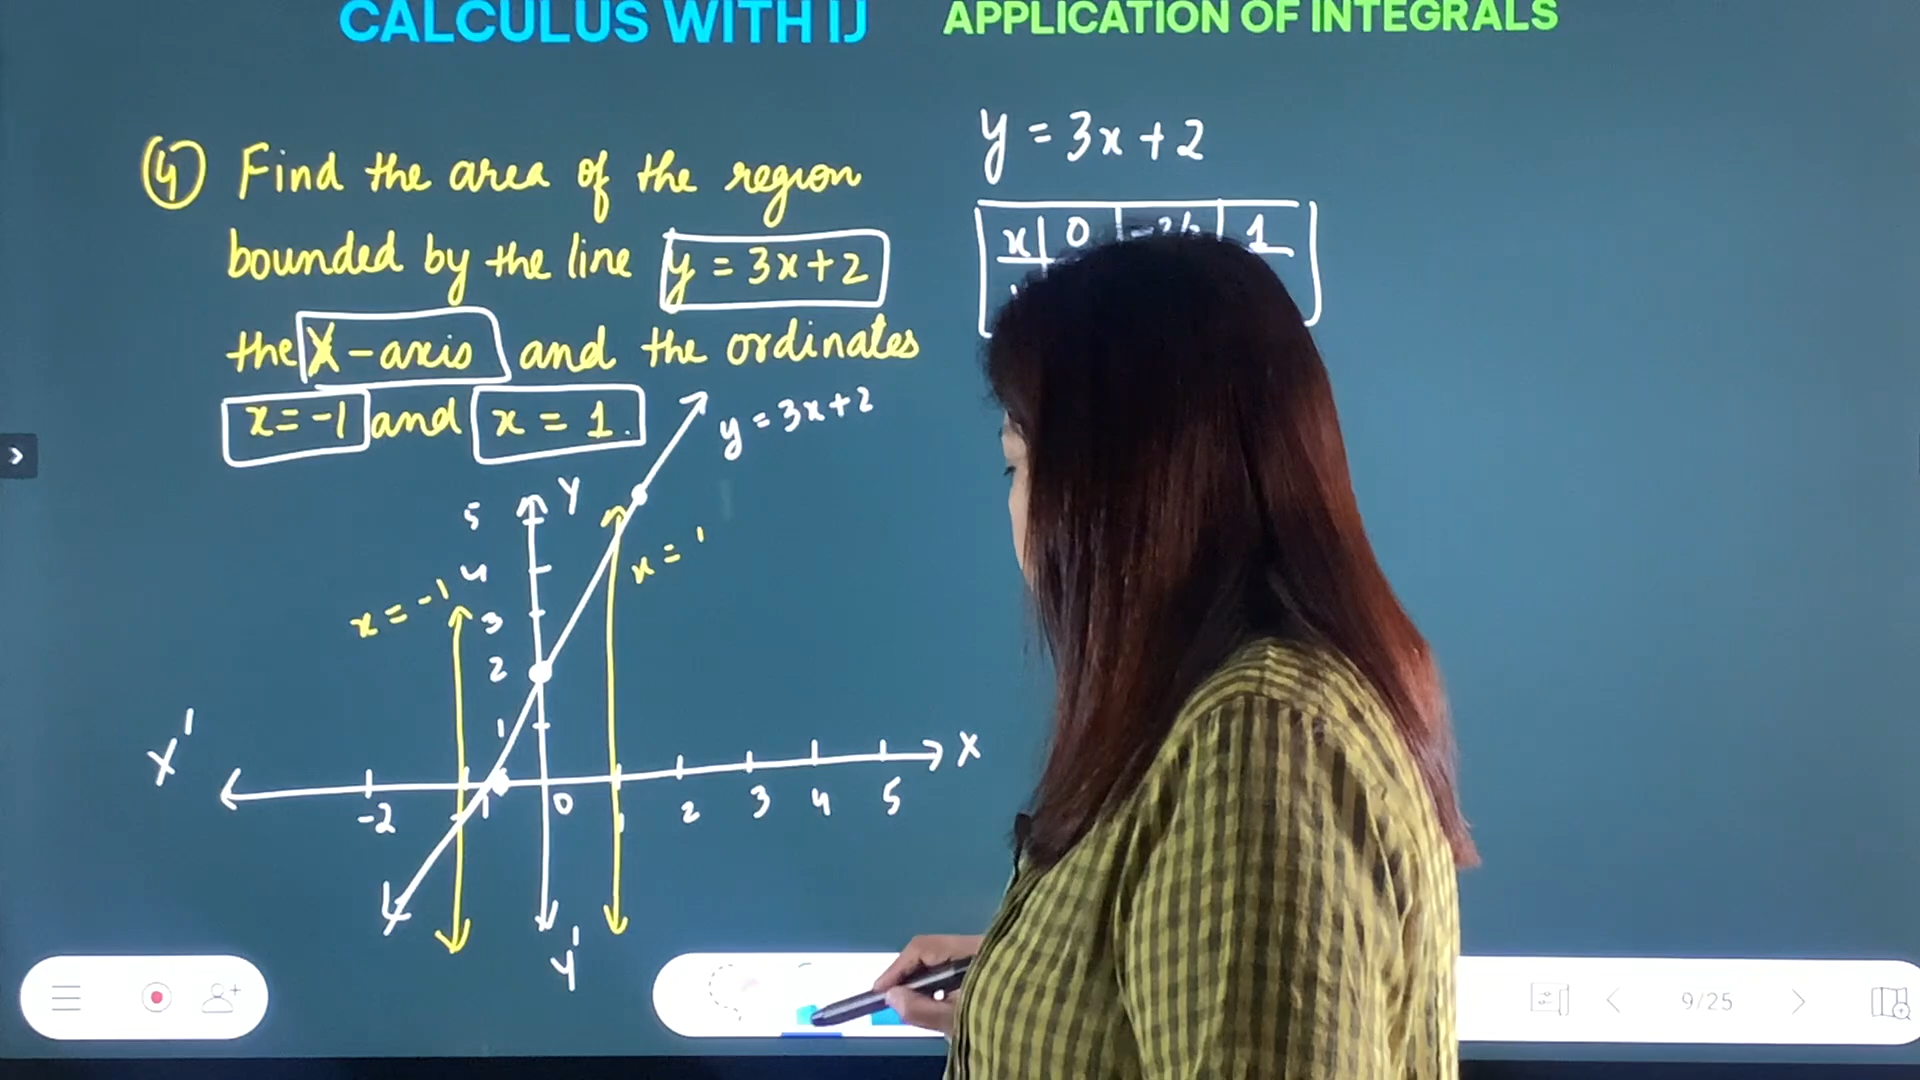 CALCULUS WITH IJ
APPLICATION OF INTEGRALS
④ Find the area of the region
bounded by the line y = 3x+2
the X-axis and the ordinates
x=-1 and x = 1.
y = 3x+2
x 0 1
y = 3x+2
Y
5
4
3
2
1
x = -1
x = 1
X'
X
-2
-1
0
1
2
3
4
5
Y'
9/25